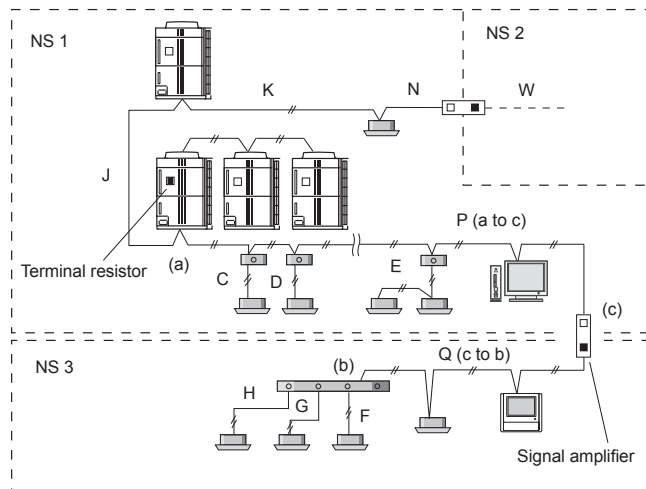 NS 1
NS 2
K
N
W
J
P (a to c)
Terminal resistor
(a)
C
D
E
(c)
NS 3
(b)
Q (c to b)
H
G
F
Signal amplifier